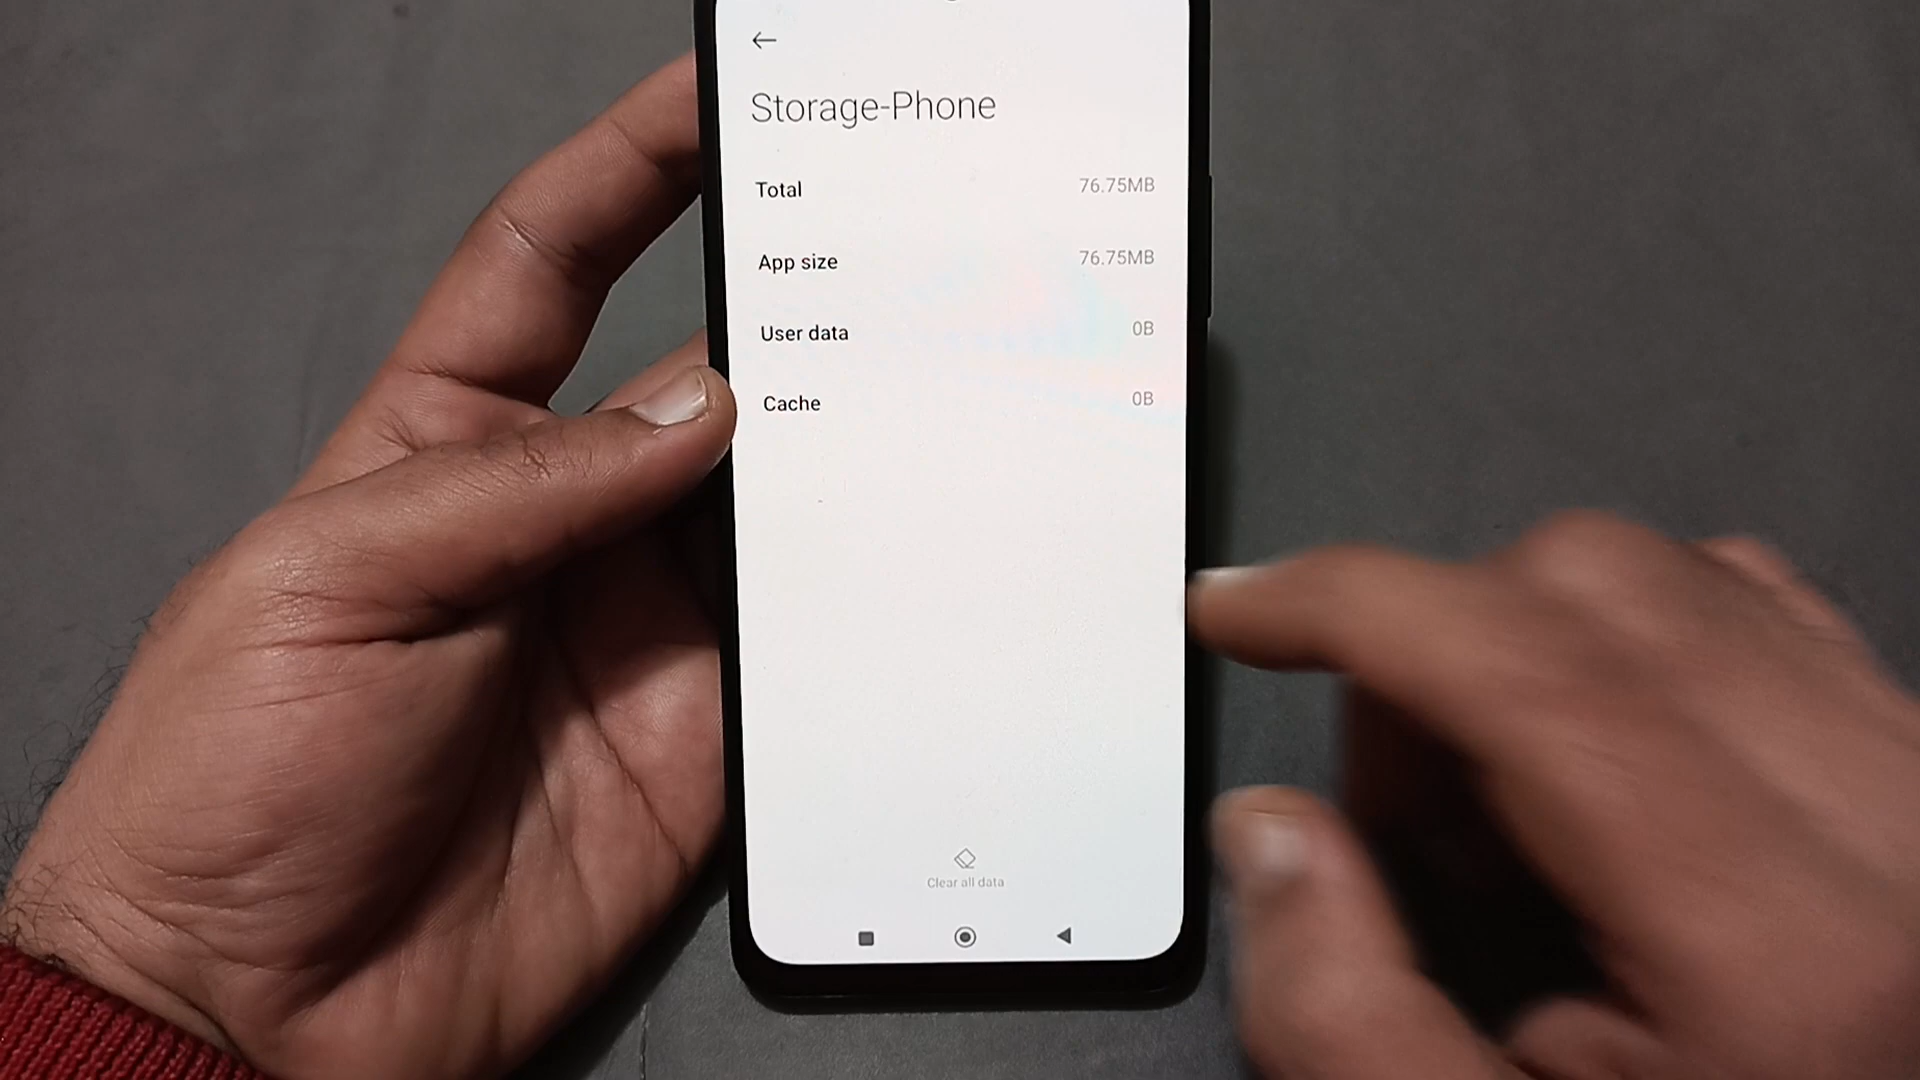 Storage-Phone
Total 76.75MB
App size 76.75MB
User data 0B
Cache 0B
Clear all data